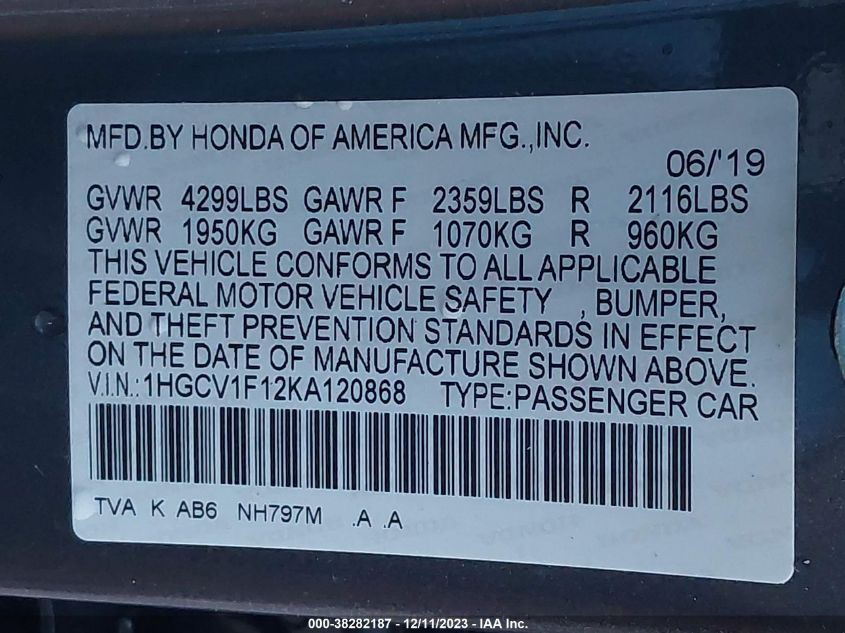 MFD.BY HONDA OF AMERICA MFG.,INC.
06/'19
GVWR 4299LBS GAWR F 2359LBS R 2116LBS
GVWR 1950KG GAWR F 1070KG R 960KG
THIS VEHICLE CONFORMS TO ALL APPLICABLE
FEDERAL MOTOR VEHICLE SAFETY , BUMPER,
AND THEFT PREVENTION STANDARDS IN EFFECT
ON THE DATE OF MANUFACTURE SHOWN ABOVE.
V.I.N.: 1HGCV1F12KA120868 TYPE:PASSENGER CAR
TVA K AB6 NH797M .A .A
000-38282187 - 12/11/2023 - IAA Inc.